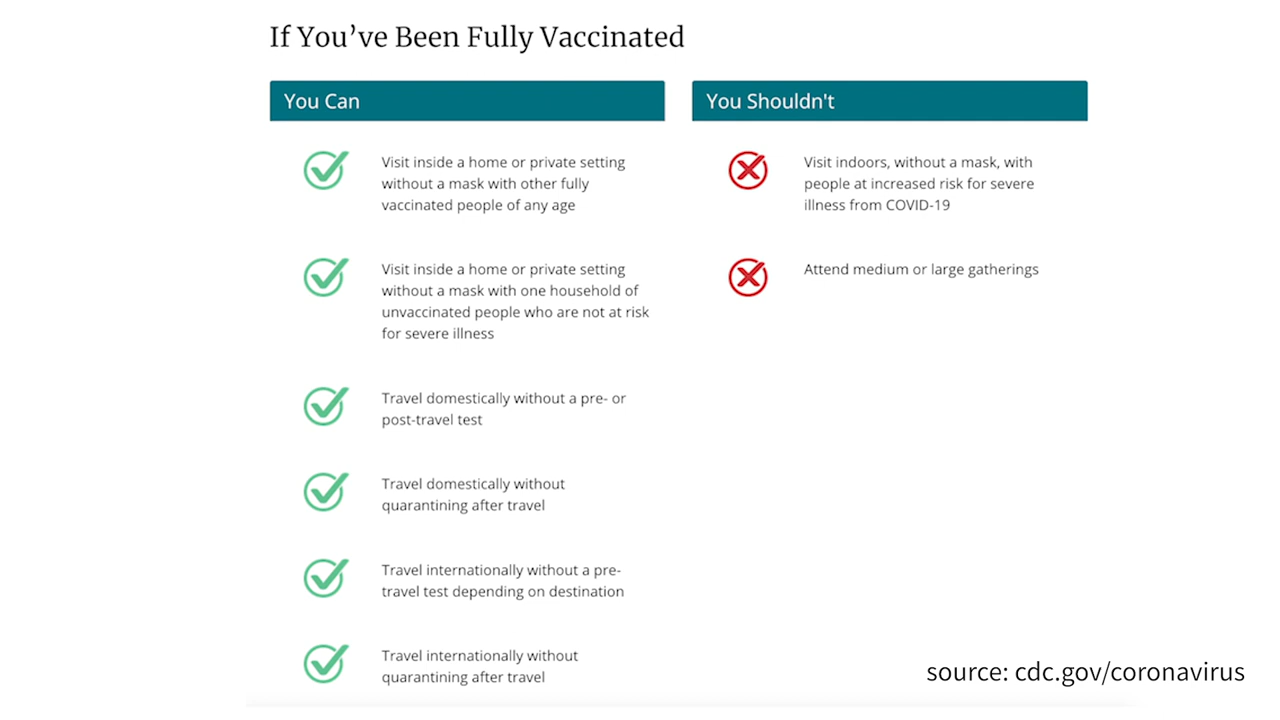 If You’ve Been Fully Vaccinated
You Can
Visit inside a home or private setting
without a mask with other fully
vaccinated people of any age
Visit inside a home or private setting
without a mask with one household of
unvaccinated people who are not at risk
for severe illness
Travel domestically without a pre- or
post-travel test
Travel domestically without
quarantining after travel
Travel internationally without a pre-
travel test depending on destination
Travel internationally without
quarantining after travel
You Shouldn't
Visit indoors, without a mask, with
people at increased risk for severe
illness from COVID-19
Attend medium or large gatherings
source: cdc.gov/coronavirus